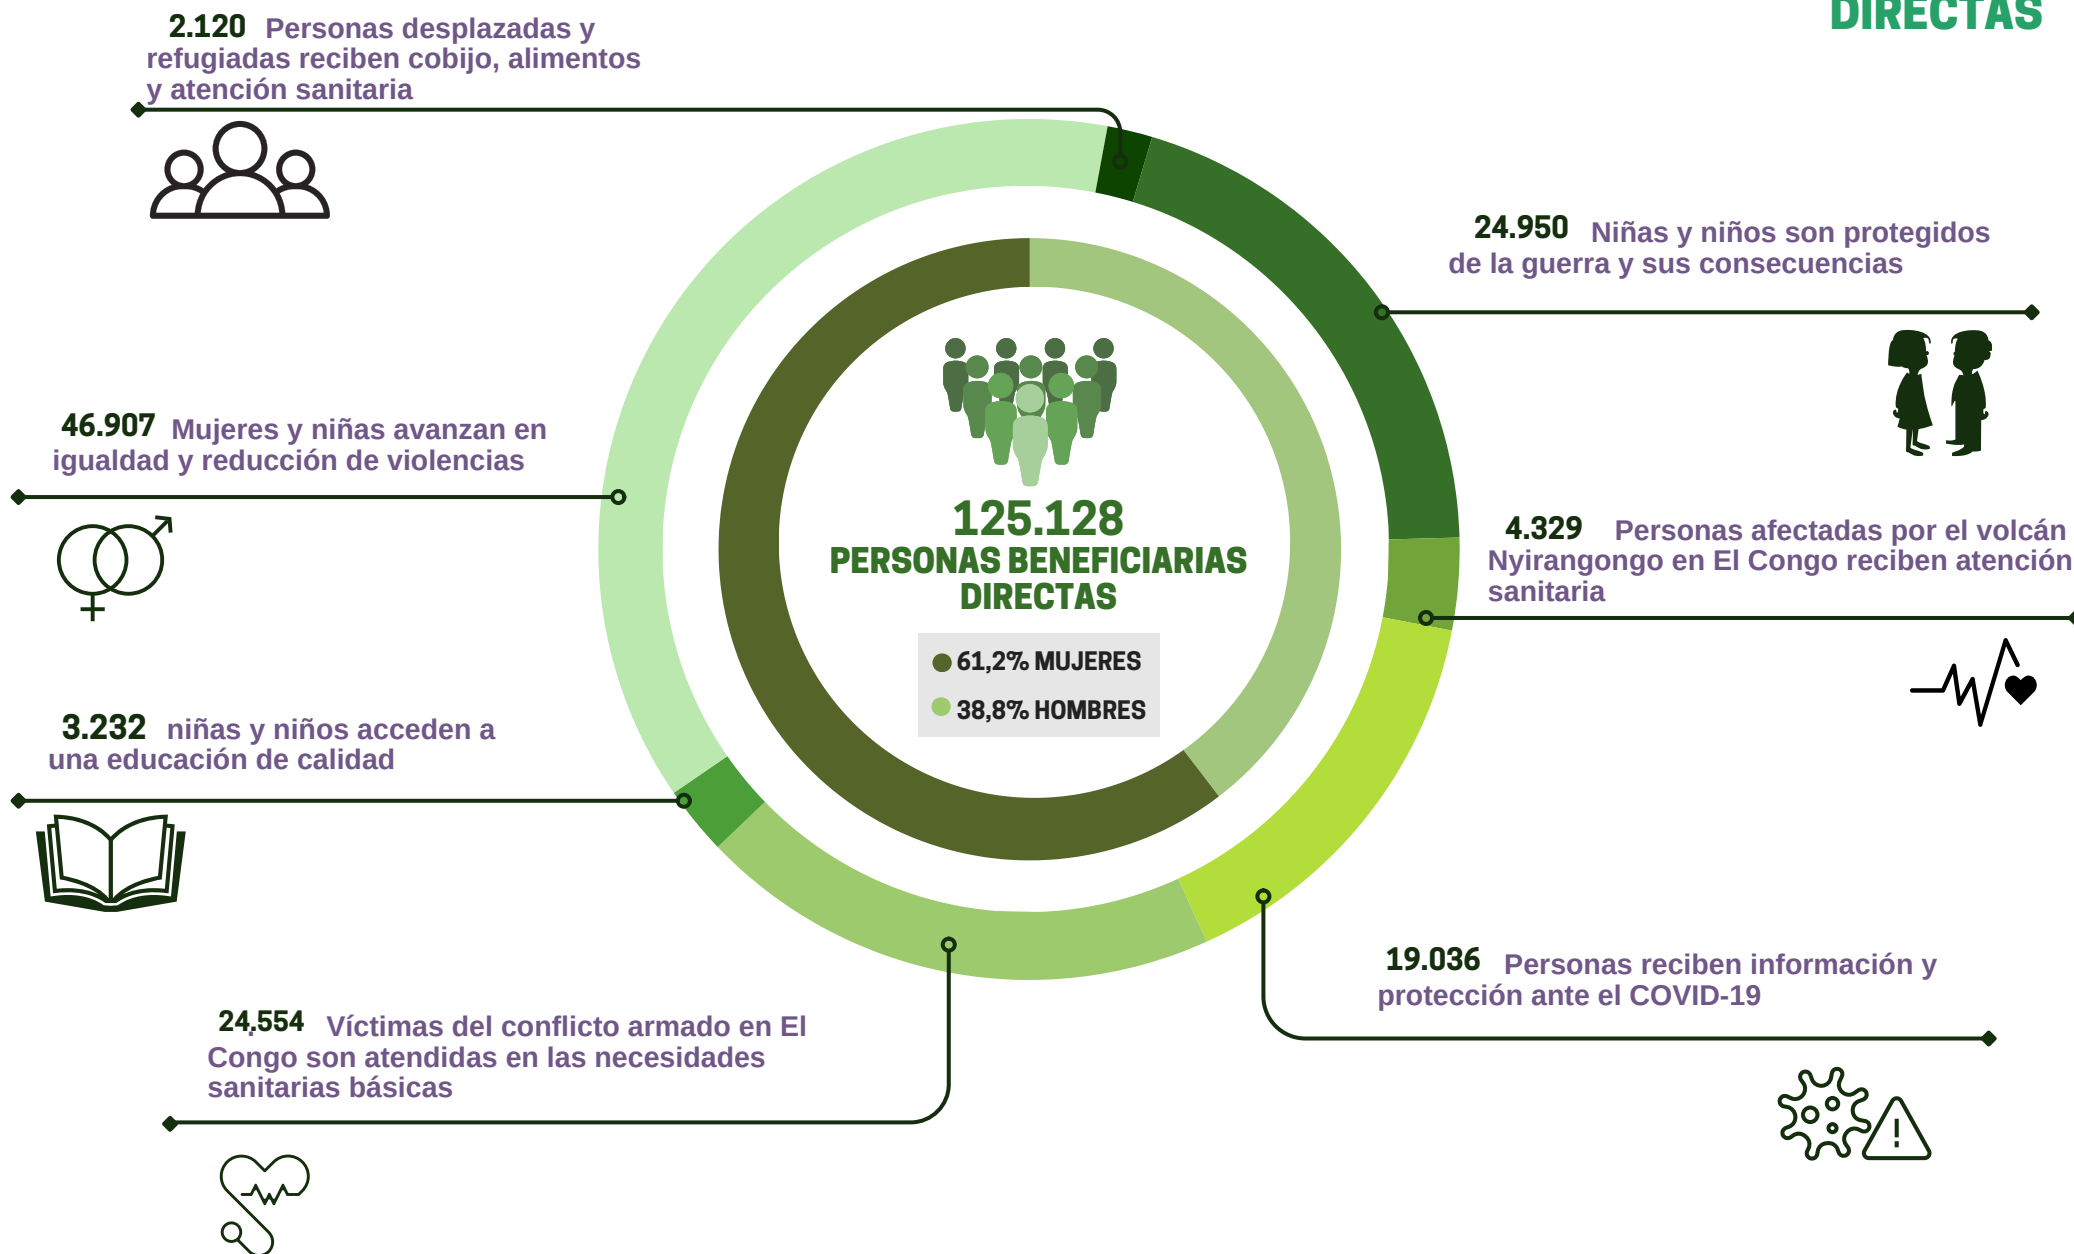 DIRECTAS
2.120 Personas desplazadas y
refugiadas reciben cobijo, alimentos
y atención sanitaria
24.950 Niñas y niños son protegidos
de la guerra y sus consecuencias
46.907 Mujeres y niñas avanzan en
igualdad y reducción de violencias
125.128
PERSONAS BENEFICIARIAS
DIRECTAS
61,2% MUJERES
38,8% HOMBRES
4.329 Personas afectadas por el volcán
Nyirangongo en El Congo reciben atención
sanitaria
3.232 niñas y niños acceden a
una educación de calidad
19.036 Personas reciben información y
protección ante el COVID-19
24.554 Víctimas del conflicto armado en El
Congo son atendidas en las necesidades
sanitarias básicas